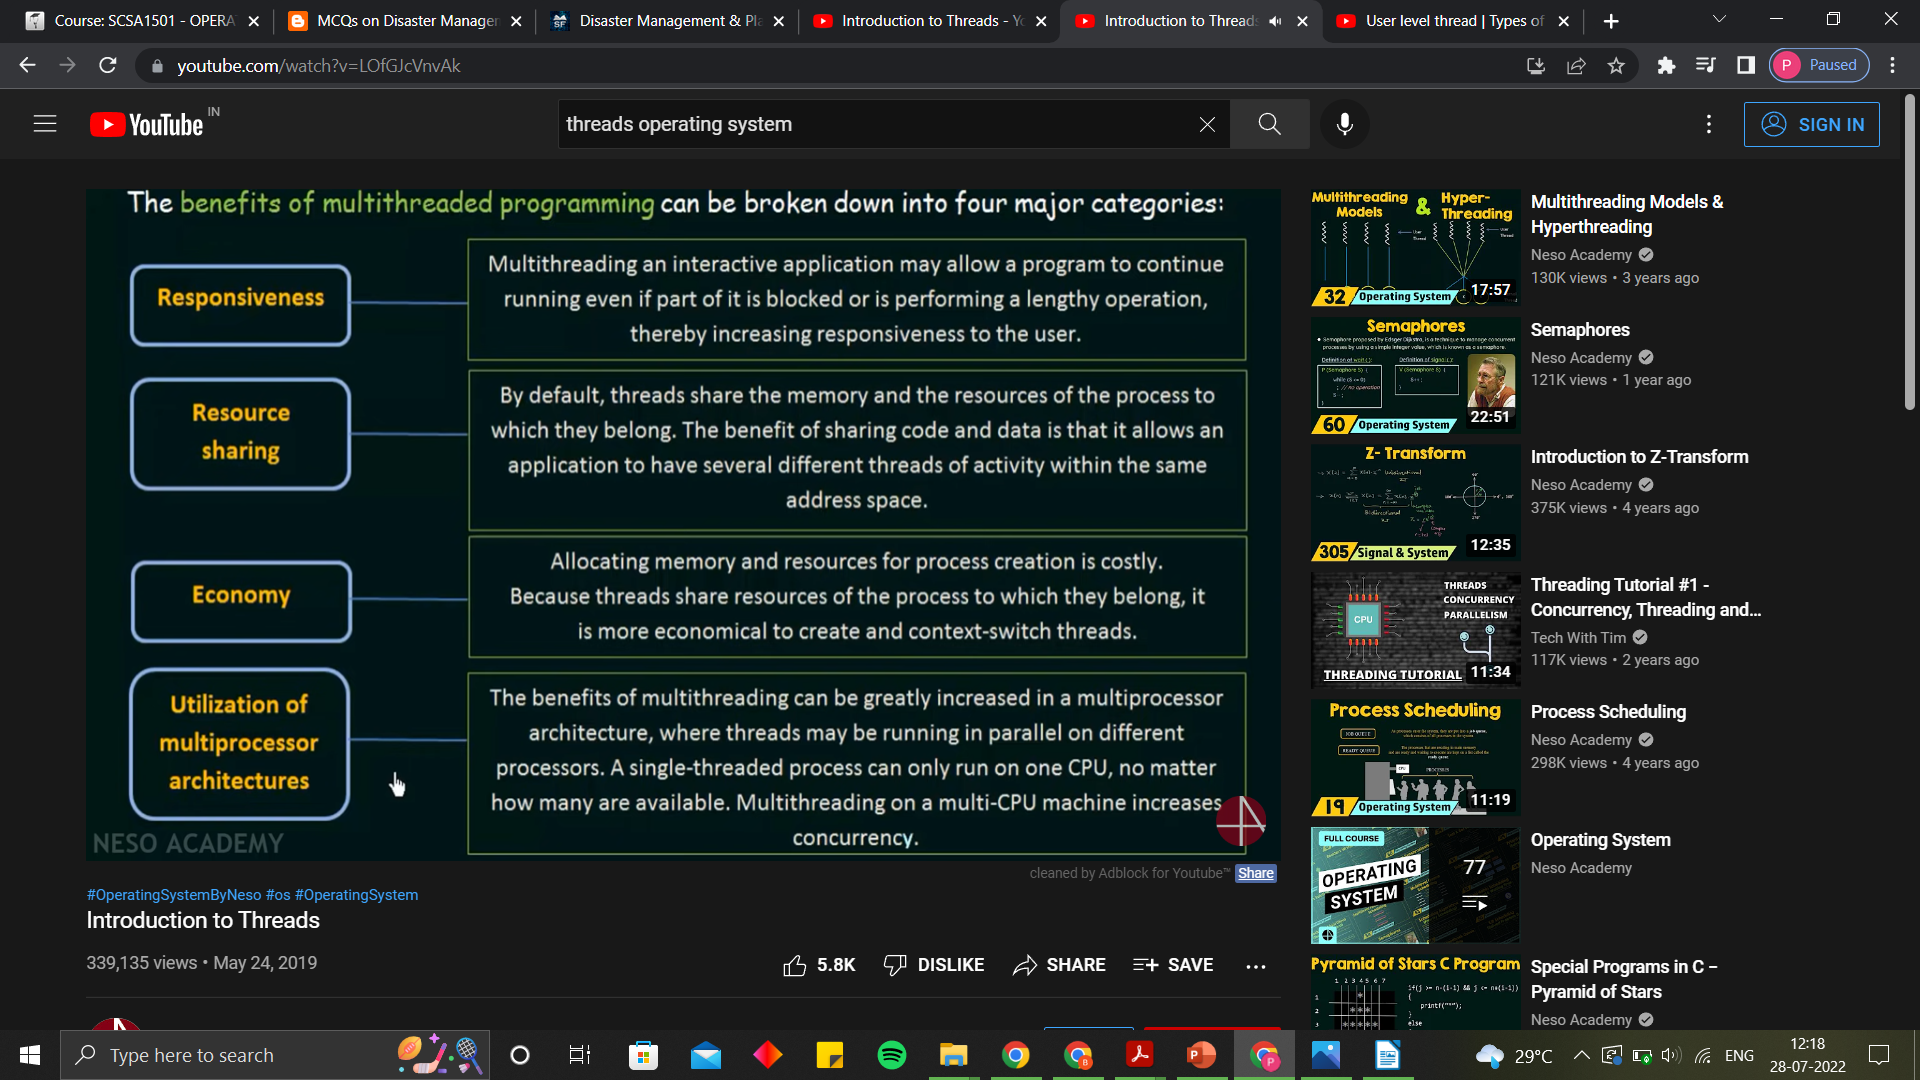 Course: SCSA1501 - OPERA
MCQs on Disaster Managen
Disaster Management & Pla
Introduction to Threads - Yo
Introduction to Threads
User level thread | Types of
youtube.com/watch?v=LOfGJcVnvAk
P Paused
YouTube IN
threads operating system
SIGN IN
The benefits of multithreaded programming can be broken down into four major categories:
Responsiveness
Multithreading an interactive application may allow a program to continue
running even if part of it is blocked or is performing a lengthy operation,
thereby increasing responsiveness to the user.
Resource
sharing
By default, threads share the memory and the resources of the process to
which they belong. The benefit of sharing code and data is that it allows an
application to have several different threads of activity within the same
address space.
Economy
Allocating memory and resources for process creation is costly.
Because threads share resources of the process to which they belong, it
is more economical to create and context-switch threads.
Utilization of
multiprocessor
architectures
The benefits of multithreading can be greatly increased in a multiprocessor
architecture, where threads may be running in parallel on different
processors. A single-threaded process can only run on one CPU, no matter
how many are available. Multithreading on a multi-CPU machine increases
concurrency.
NESO ACADEMY
cleaned by Adblock for Youtube™ Share
#OperatingSystemByNeso #os #OperatingSystem
Introduction to Threads
339,135 views • May 24, 2019
5.8K DISLIKE SHARE SAVE
Multithreading Models & Hyper-Threading
32 Operating System 17:57
Multithreading Models &
Hyperthreading
Neso Academy
130K views • 3 years ago
Semaphores
60 Operating System 22:51
Semaphores
Neso Academy
121K views • 1 year ago
Z- Transform
305 Signal & System 12:35
Introduction to Z-Transform
Neso Academy
375K views • 4 years ago
CPU
THREADS
CONCURRENCY
PARALLELISM
THREADING TUTORIAL 11:34
Threading Tutorial #1 -
Concurrency, Threading and...
Tech With Tim
117K views • 2 years ago
Process Scheduling
19 Operating System 11:19
Process Scheduling
Neso Academy
298K views • 4 years ago
FULL COURSE
OPERATING
SYSTEM
77
Operating System
Neso Academy
Pyramid of Stars C Program
Special Programs in C –
Pyramid of Stars
Neso Academy
Type here to search
29°C
ENG
12:18
28-07-2022